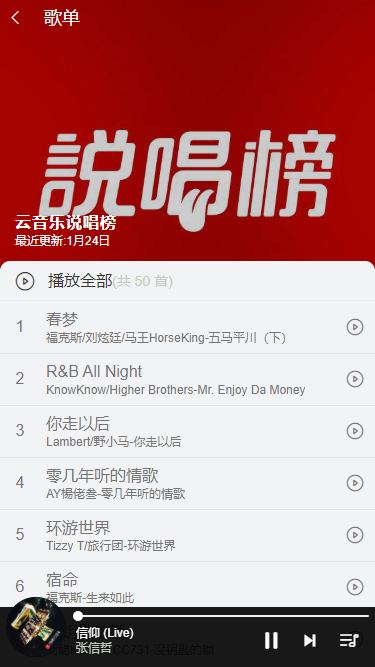 歌单
説唱榜
云音乐说唱榜
最近更新:1月24日
播放全部(共 50 首)
1
春梦
福克斯/刘炫廷/马王HorseKing-五马平川（下）
2
R&B All Night
KnowKnow/Higher Brothers-Mr. Enjoy Da Money
3
你走以后
Lambert/野小马-你走以后
4
零几年听的情歌
AY楊佬叁-零几年听的情歌
5
环游世界
Tizzy T/旅行团-环游世界
6
宿命
福克斯-生来如此
信仰 (Live)
张信哲